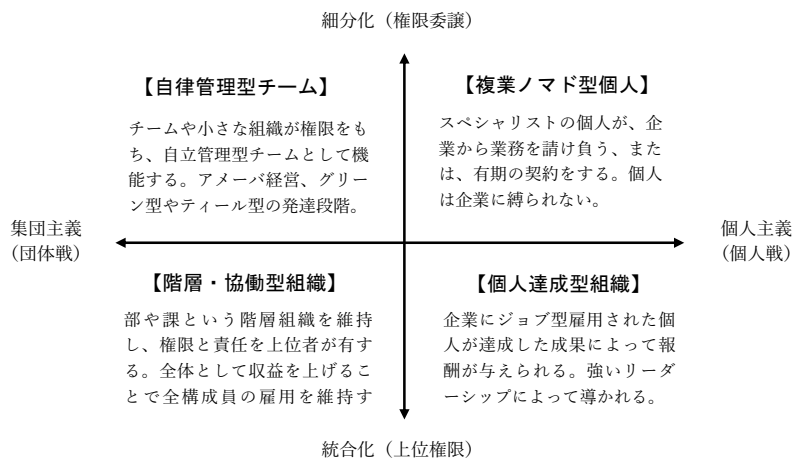 細分化（権限委譲）
【自律管理型チーム】
チームや小さな組織が権限をも
ち、自立管理型チームとして機
能する。アメーバ経営、グリー
ン型やティール型の発達段階。
【複業ノマド型個人】
スペシャリストの個人が、企
業から業務を請け負う、また
は、有期の契約をする。個人
は企業に縛られない。
集団主義
（団体戦）
個人主義
（個人戦）
【階層・協働型組織】
部や課という階層組織を維持
し、権限と責任を上位者が有す
る。全体として収益を上げるこ
とで全構成員の雇用を維持す
【個人達成型組織】
企業にジョブ型雇用された個
人が達成した成果によって報
酬が与えられる。強いリーダ
ーシップによって導かれる。
統合化（上位権限）